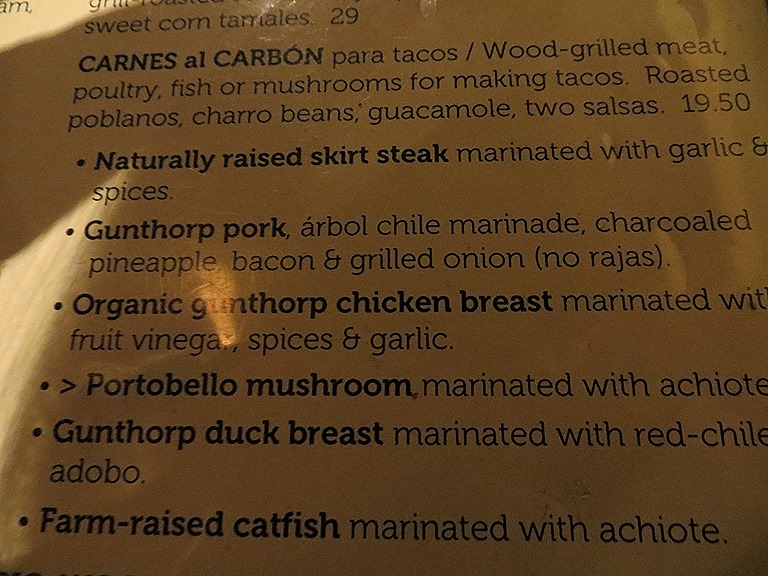 am,
sweet corn tamales. 29
CARNES al CARBÓN para tacos / Wood-grilled meat,
poultry, fish or mushrooms for making tacos. Roasted
poblanos, charro beans, guacamole, two salsas. 19.50
• Naturally raised skirt steak marinated with garlic &
spices.
• Gunthorp pork, árbol chile marinade, charcoaled
pineapple, bacon & grilled onion (no rajas).
• Organic gunthorp chicken breast marinated with
fruit vinegar, spices & garlic.
• > Portobello mushroom, marinated with achiote
• Gunthorp duck breast marinated with red-chile
adobo.
• Farm-raised catfish marinated with achiote.